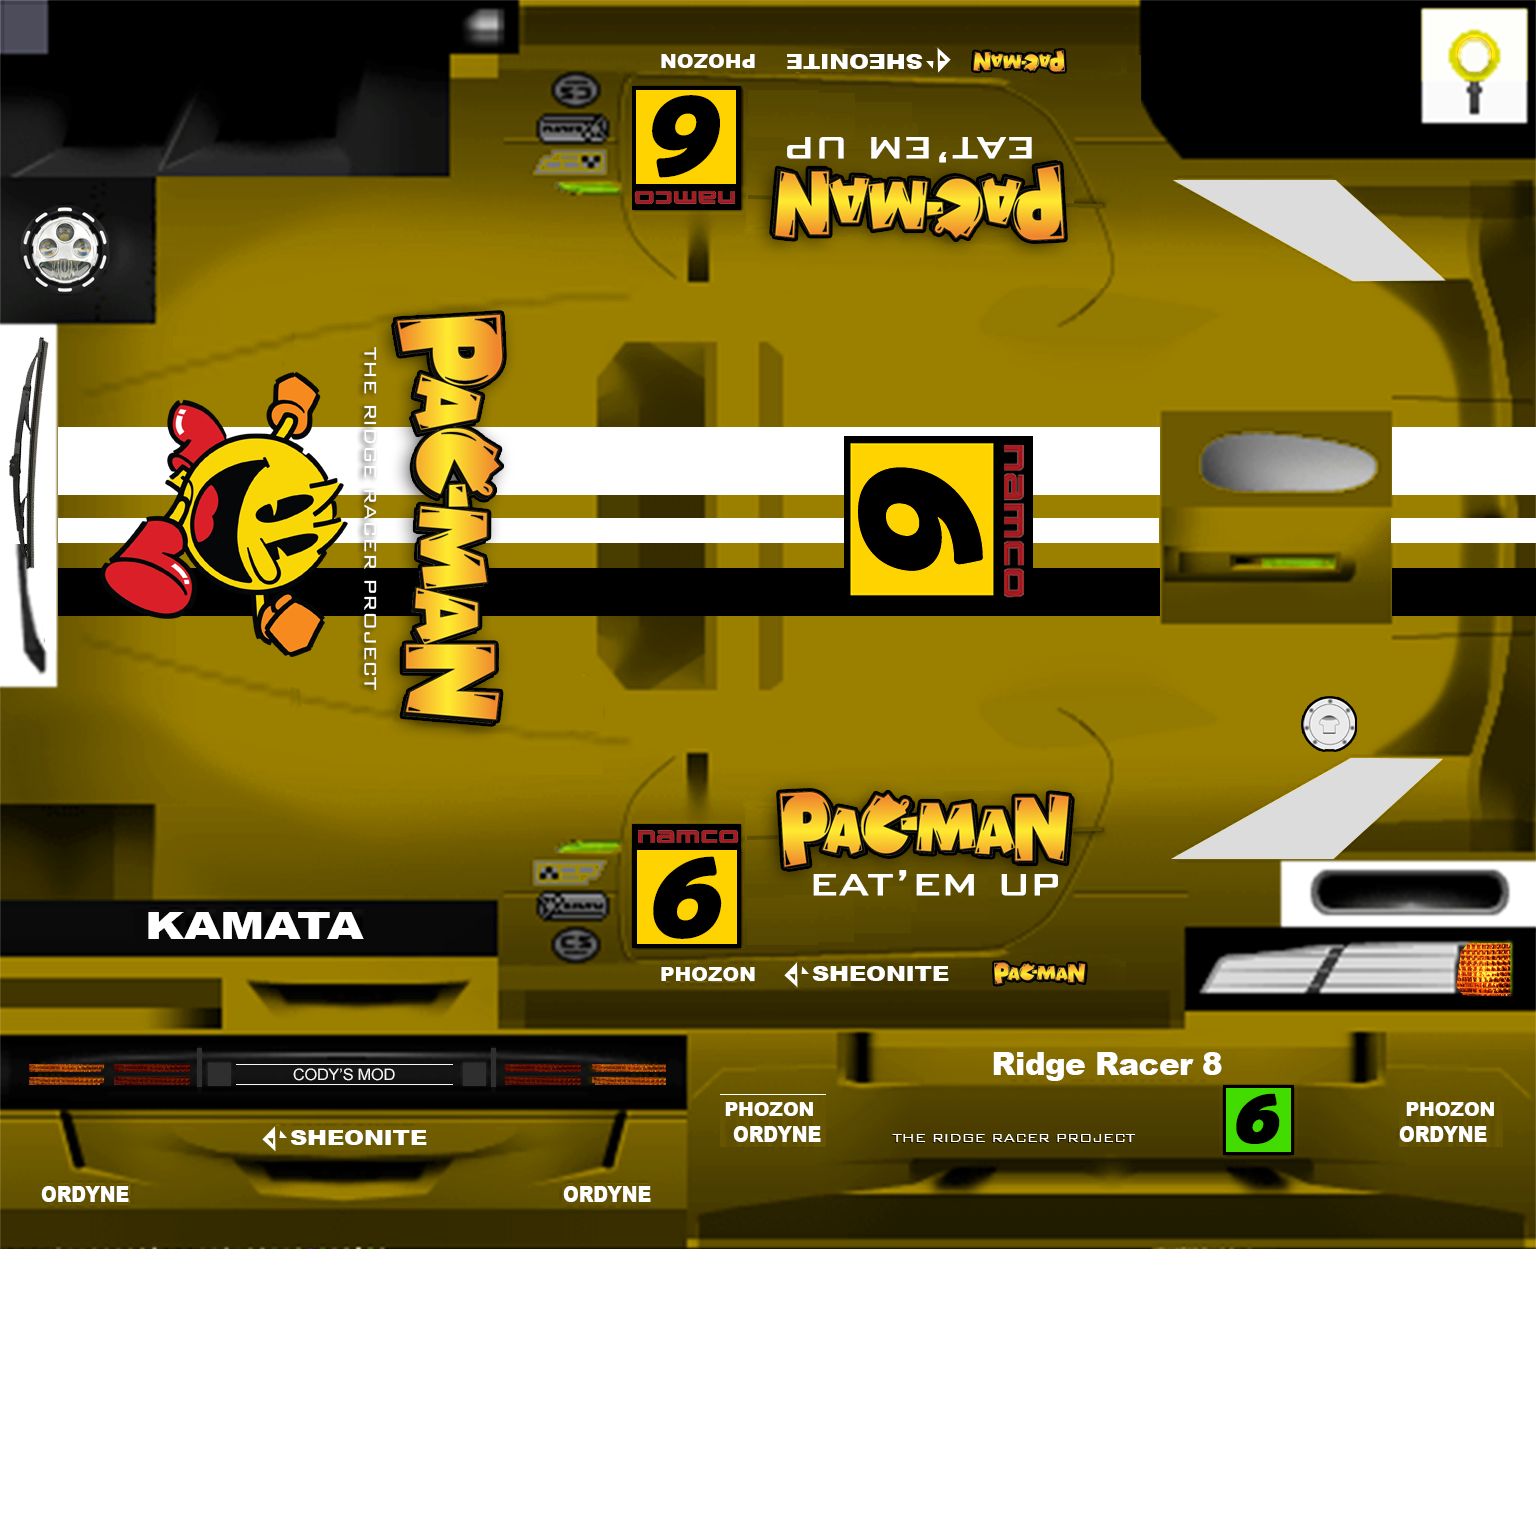 PHOZON SHEONITE PAC-MAN
6
namco
EAT'EM UP
PAC-MAN
PAC-MAN
THE RIDGE RACER PROJECT
6
namco
PAC-MAN
EAT'EM UP
namco
6
PHOZON SHEONITE PAC-MAN
KAMATA
CODY'S MOD
SHEONITE
ORDYNE ORDYNE
Ridge Racer 8
PHOZON
ORDYNE
THE RIDGE RACER PROJECT
6
PHOZON
ORDYNE